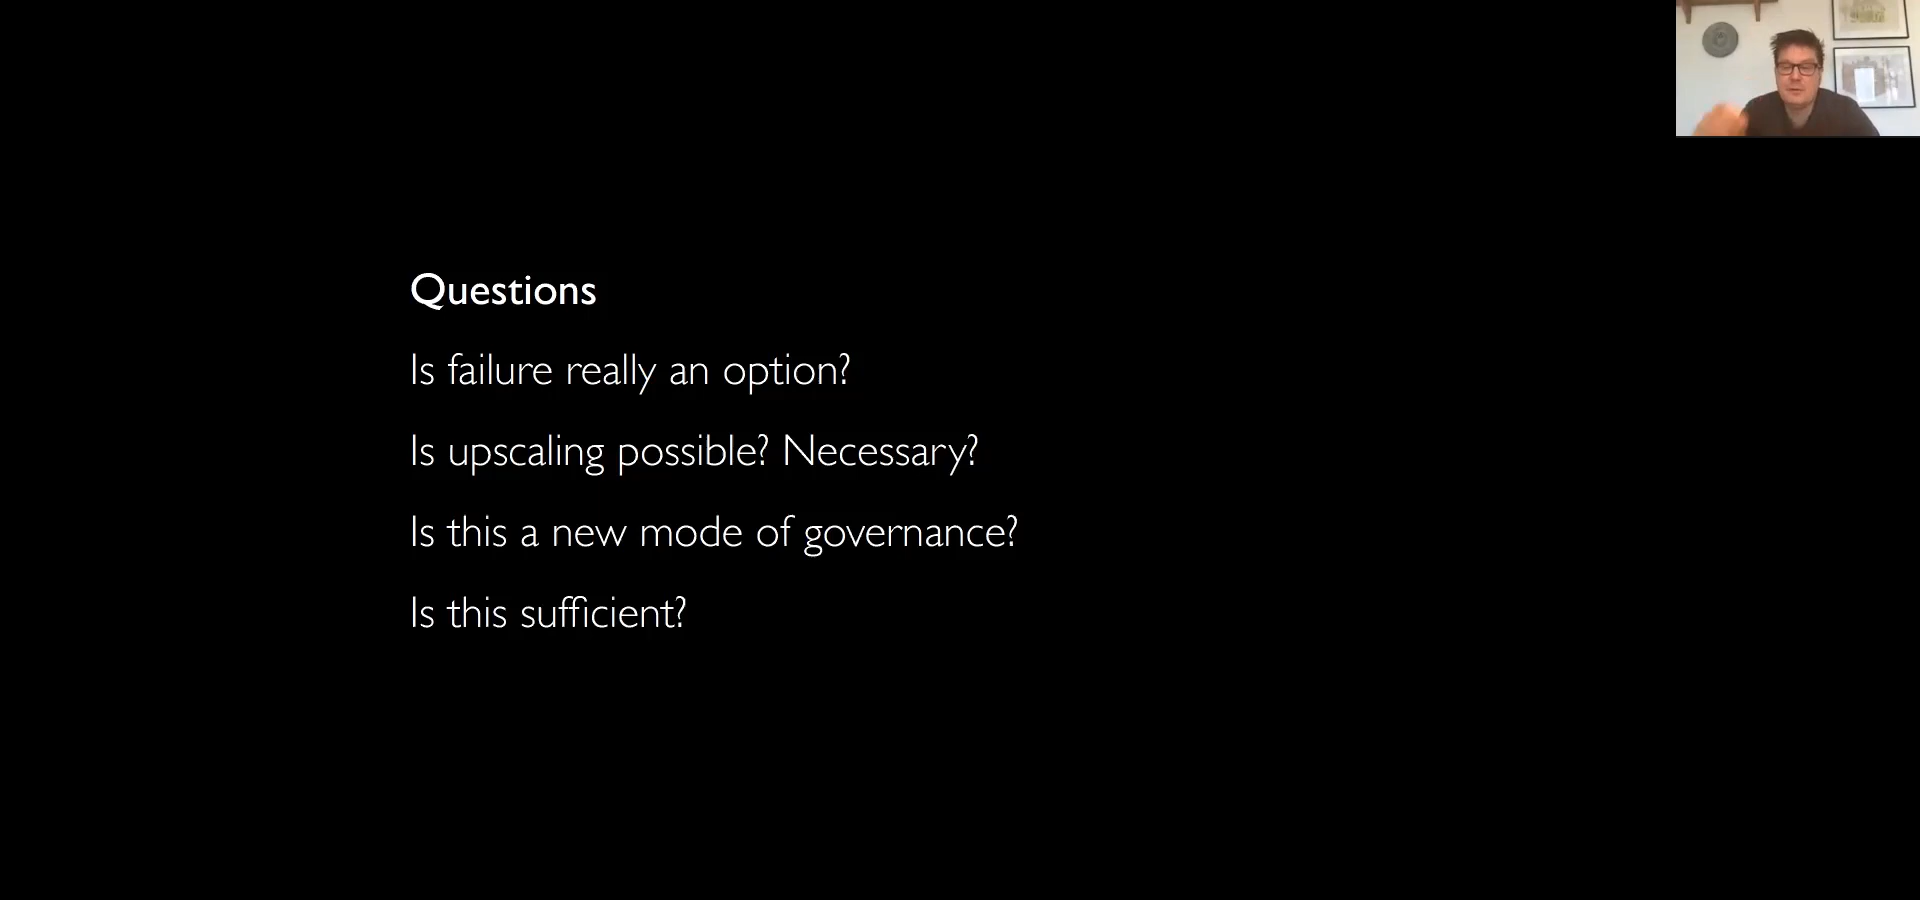 Questions
Is failure really an option?
Is upscaling possible? Necessary?
Is this a new mode of governance?
Is this sufficient?